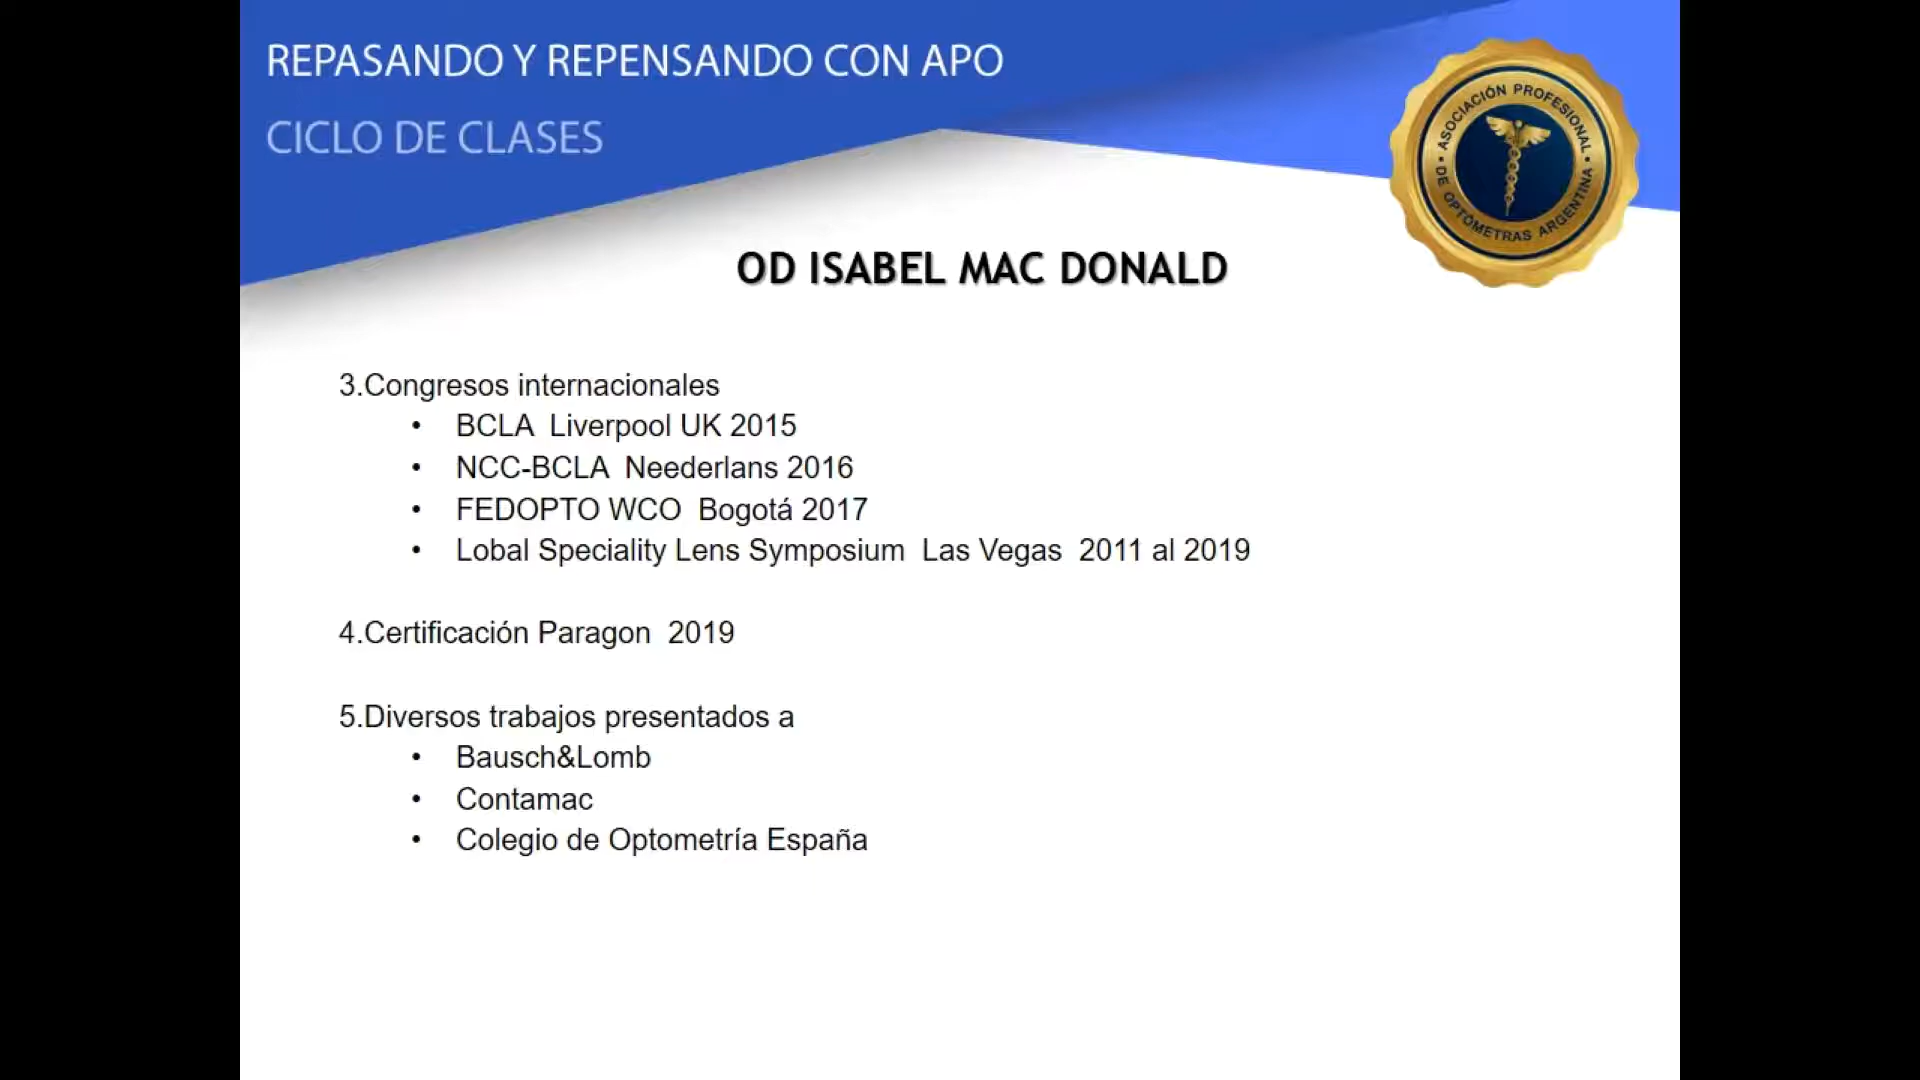 REPASANDO Y REPENSANDO CON APO
CICLO DE CLASES
ASOCIACIÓN PROFESIONAL
DE OPTÓMETRAS ARGENTINA
OD ISABEL MAC DONALD
3.Congresos internacionales
• BCLA Liverpool UK 2015
• NCC-BCLA Neederlans 2016
• FEDOPTO WCO Bogotá 2017
• Lobal Speciality Lens Symposium Las Vegas 2011 al 2019
4.Certificación Paragon 2019
5.Diversos trabajos presentados a
• Bausch&Lomb
• Contamac
• Colegio de Optometría España